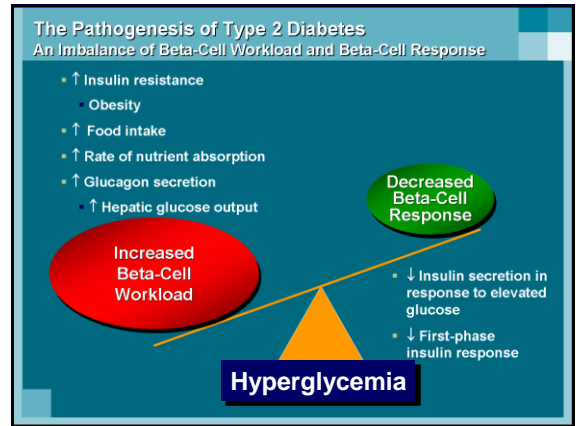 The Pathogenesis of Type 2 Diabetes
An Imbalance of Beta-Cell Workload and Beta-Cell Response
▪ ↑ Insulin resistance
▪ Obesity
▪ ↑ Food intake
▪ ↑ Rate of nutrient absorption
▪ ↑ Glucagon secretion
▪ ↑ Hepatic glucose output
Increased
Beta-Cell
Workload
Decreased
Beta-Cell
Response
▪ ↓ Insulin secretion in
response to elevated
glucose
▪ ↓ First-phase
insulin response
Hyperglycemia